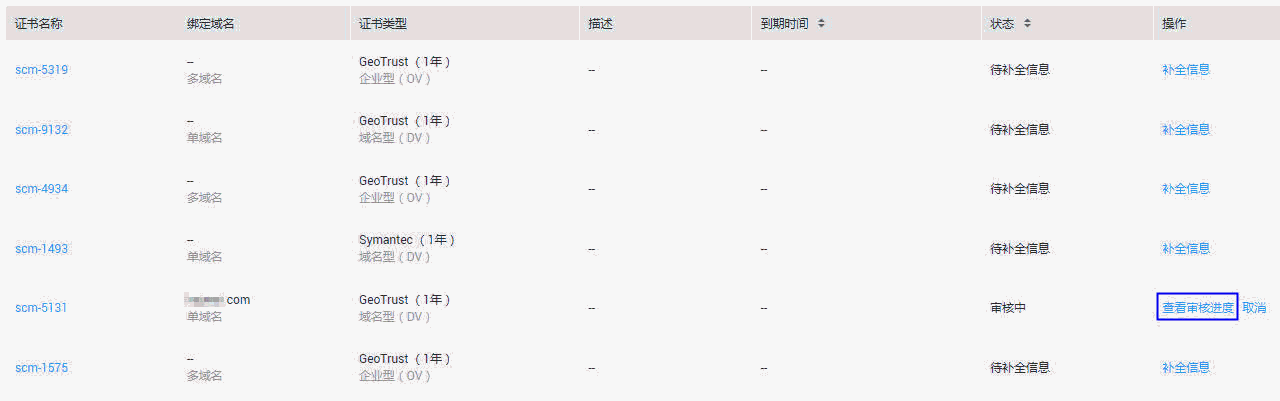 证书名称 绑定域名 证书类型 描述 到期时间 状态 操作
scm-5319 -- GeoTrust（1年） -- -- 待补全信息 补全信息
多域名 企业型（OV）
scm-9132 -- GeoTrust（1年） -- -- 待补全信息 补全信息
单域名 域名型（DV）
scm-4934 -- GeoTrust（1年） -- -- 待补全信息 补全信息
多域名 企业型（OV）
scm-1493 -- Symantec（1年） -- -- 待补全信息 补全信息
单域名 域名型（DV）
scm-5131 .com GeoTrust（1年） -- -- 审核中 查看审核进度 取消
单域名 域名型（DV）
scm-1575 -- GeoTrust（1年） -- -- 待补全信息 补全信息
多域名 企业型（OV）